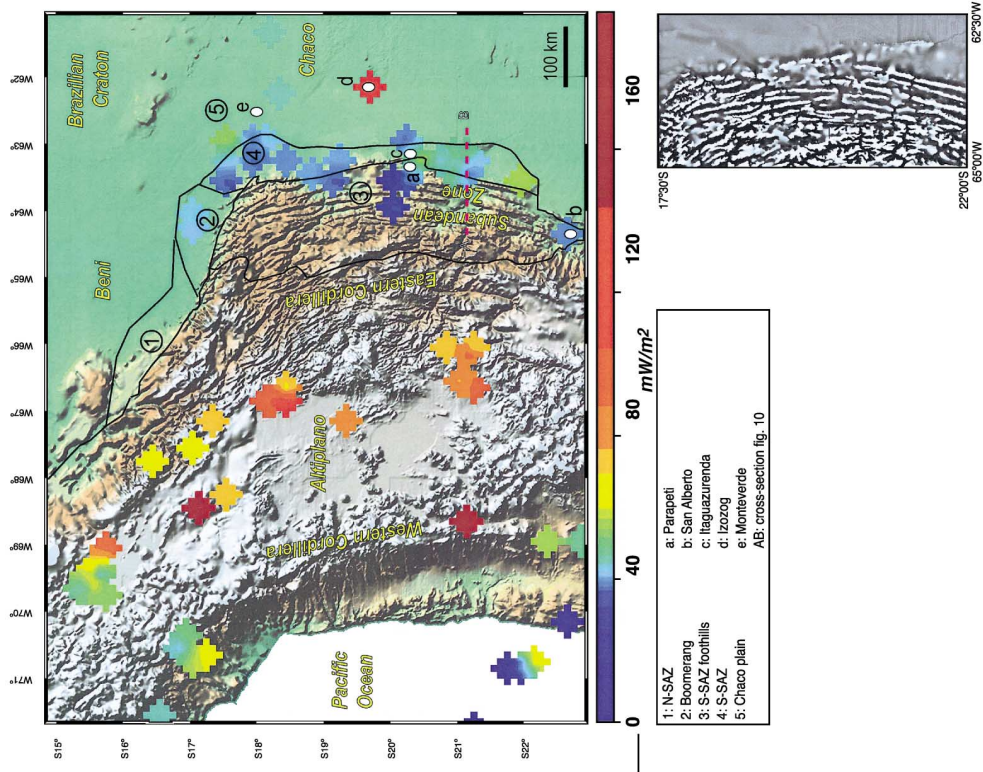 W71°
W70°
W69°
W68°
W67°
W66°
W65°
W64°
W63°
W62°
S15°
S16°
S17°
S18°
S19°
S20°
S21°
S22°
Brazilian
Craton
Chaco
Beni
Subandean
Zone
Eastern Cordillera
Altiplano
Western Cordillera
Pacific
Ocean
1
2
3
4
5
a
b
c
d
e
B
100 km
0
40
80
120
160
mW/m2
1: N-SAZ
2: Boomerang
3: S-SAZ foothills
4: S-SAZ
5: Chaco plain
a: Parapeti
b: San Alberto
c: Itaguazurenda
d: Izozog
e: Monteverde
AB: cross-section fig. 10
17°30S
22°00S
65°00W
62°30'W